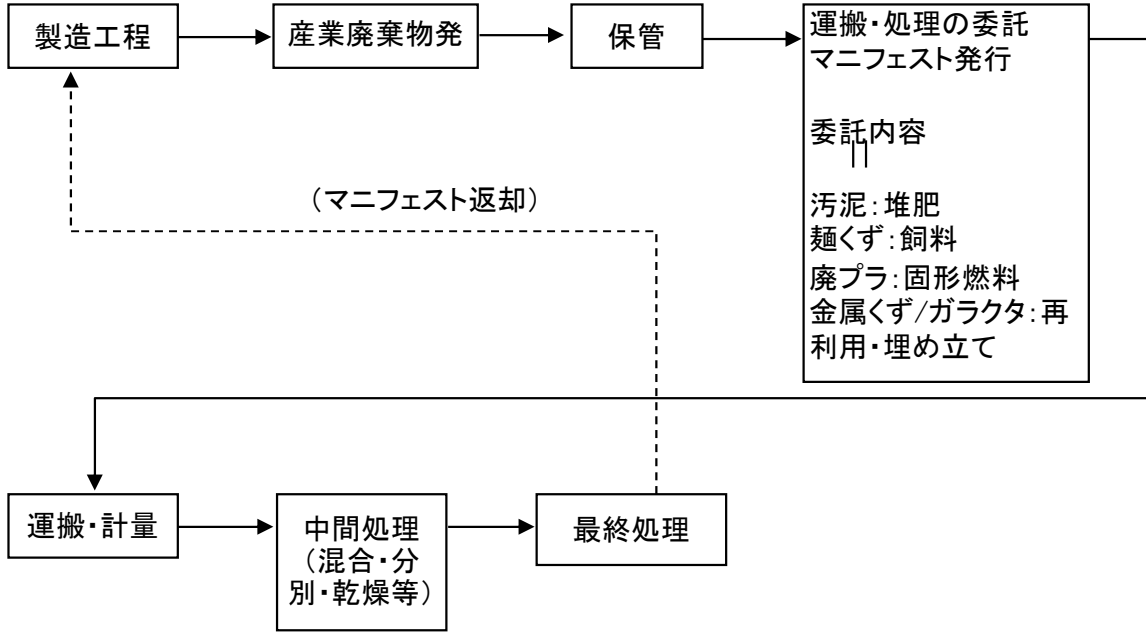 製造工程
産業廃棄物発
保管
運搬・処理の委託
マニフェスト発行
委託内容
汚泥：堆肥
麺くず：飼料
廃プラ：固形燃料
金属くず/ガラクタ：再
利用・埋め立て
（マニフェスト返却）
運搬・計量
中間処理
（混合・分
別・乾燥等）
最終処理